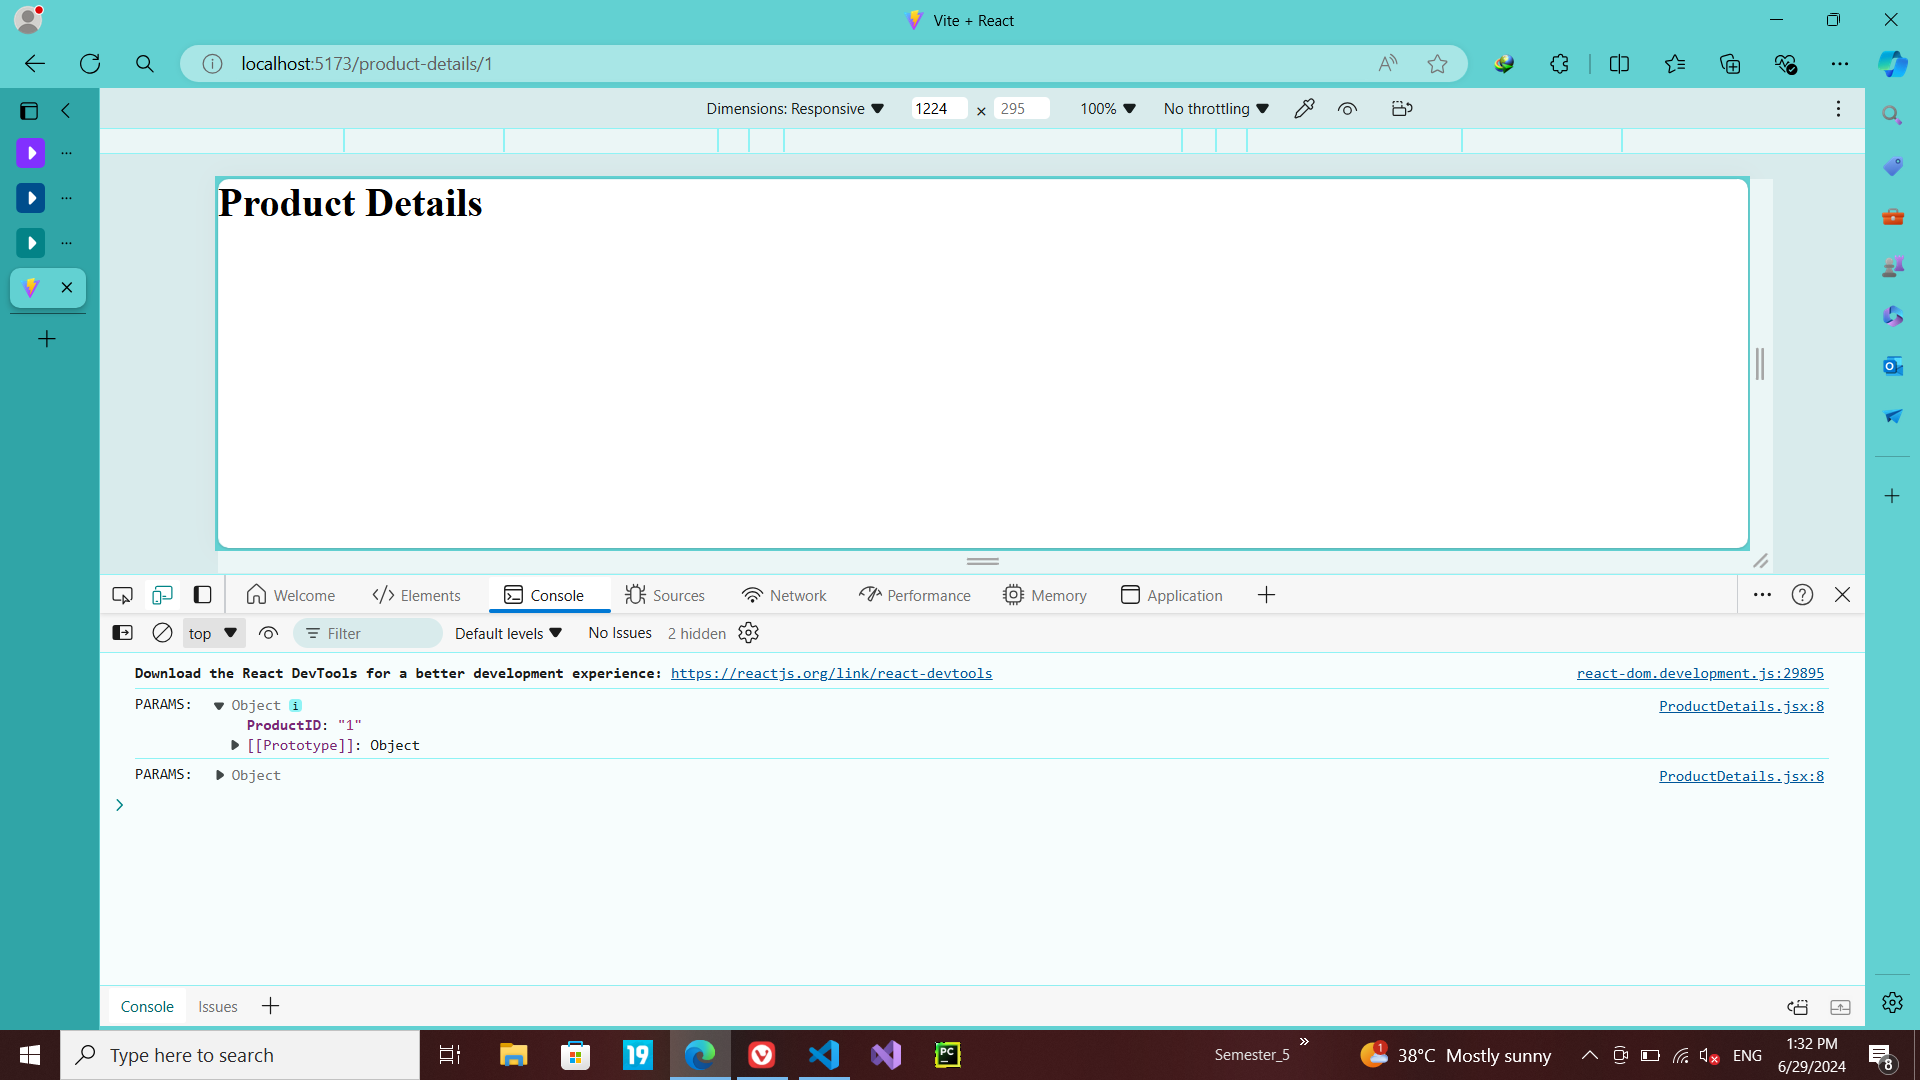 Vite + React
localhost:5173/product-details/1
Dimensions: Responsive
1224 × 295
100%
No throttling
Product Details
Welcome
Elements
Console
Sources
Network
Performance
Memory
Application
top
Filter
Default levels
No Issues
2 hidden
Download the React DevTools for a better development experience: https://reactjs.org/link/react-devtools
react-dom.development.js:29895
PARAMS: Object i
ProductDetails.jsx:8
ProductID: "1"
[[Prototype]]: Object
PARAMS: Object
ProductDetails.jsx:8
Console
Issues
Type here to search
19
PC
Semester_5
1
38°C Mostly sunny
ENG
1:32 PM
6/29/2024
8